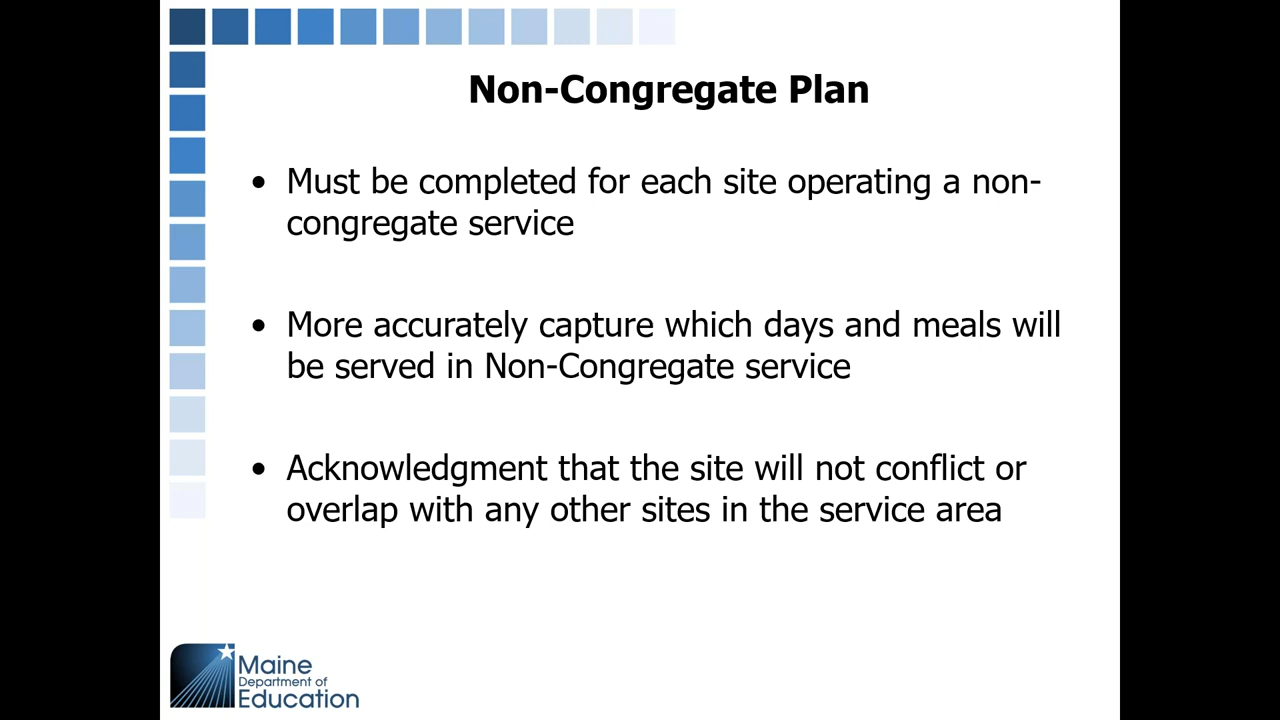 Non-Congregate Plan
• Must be completed for each site operating a non-
congregate service
• More accurately capture which days and meals will
be served in Non-Congregate service
• Acknowledgment that the site will not conflict or
overlap with any other sites in the service area
Maine
Department of
Education